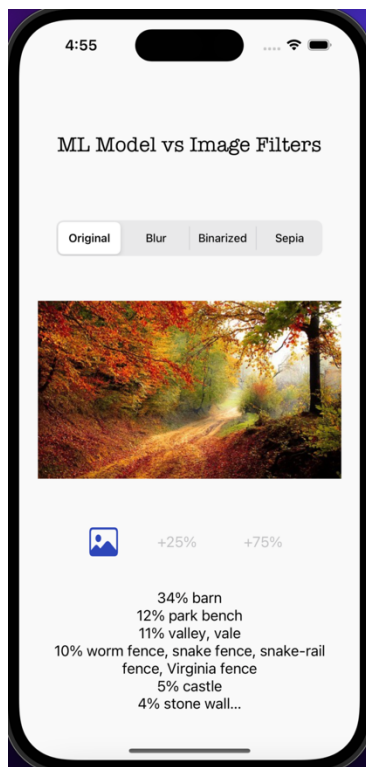 4:55
ML Model vs Image Filters
Original Blur Binarized Sepia
+25% +75%
34% barn
12% park bench
11% valley, vale
10% worm fence, snake fence, snake-rail
fence, Virginia fence
5% castle
4% stone wall...